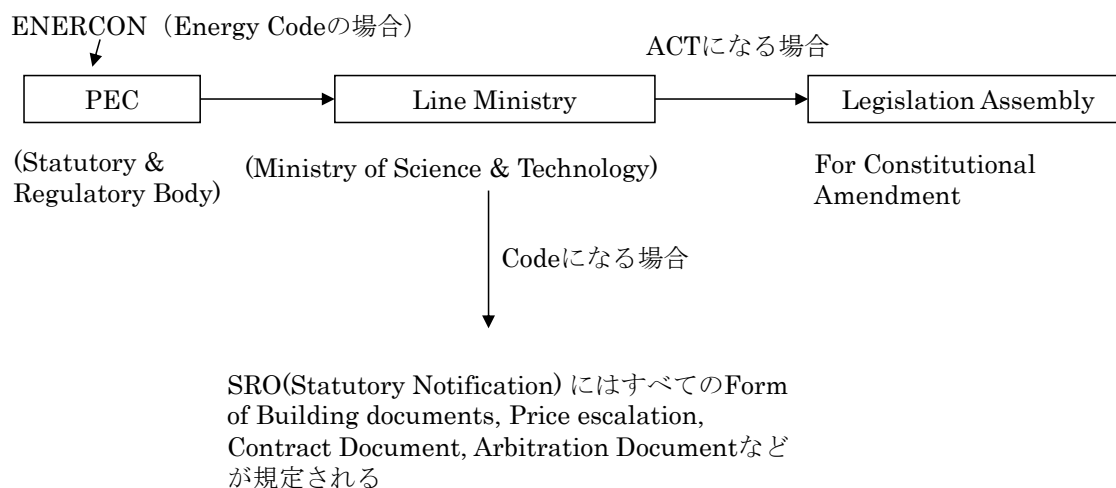 ENERCON（Energy Codeの場合）
ACTになる場合
PEC
Line Ministry
Legislation Assembly
(Statutory &
Regulatory Body)
(Ministry of Science & Technology)
For Constitutional
Amendment
Codeになる場合
SRO(Statutory Notification) にはすべてのForm
of Building documents, Price escalation,
Contract Document, Arbitration Documentなど
が規定される